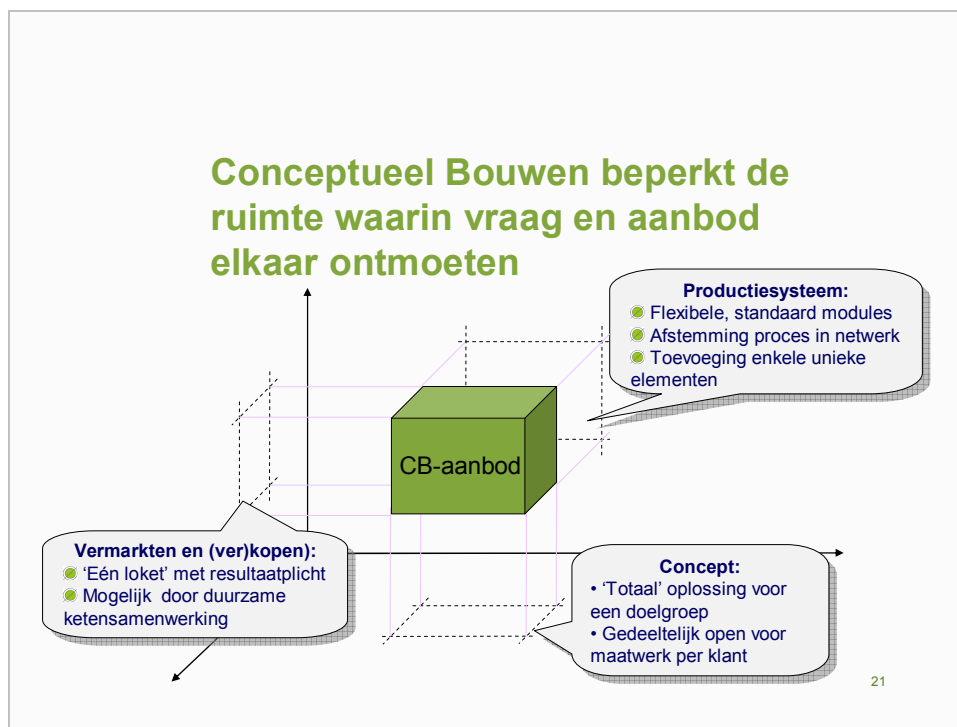 Conceptueel Bouwen beperkt de
ruimte waarin vraag en aanbod
elkaar ontmoeten
Productiesysteem:
Flexibele, standaard modules
Afstemming proces in netwerk
Toevoeging enkele unieke
elementen
CB-aanbod
Vermarkten en (ver)kopen):
‘Eén loket’ met resultaatplicht
Mogelijk door duurzame
ketensamenwerking
Concept:
• ‘Totaal’ oplossing voor
een doelgroep
• Gedeeltelijk open voor
maatwerk per klant
21